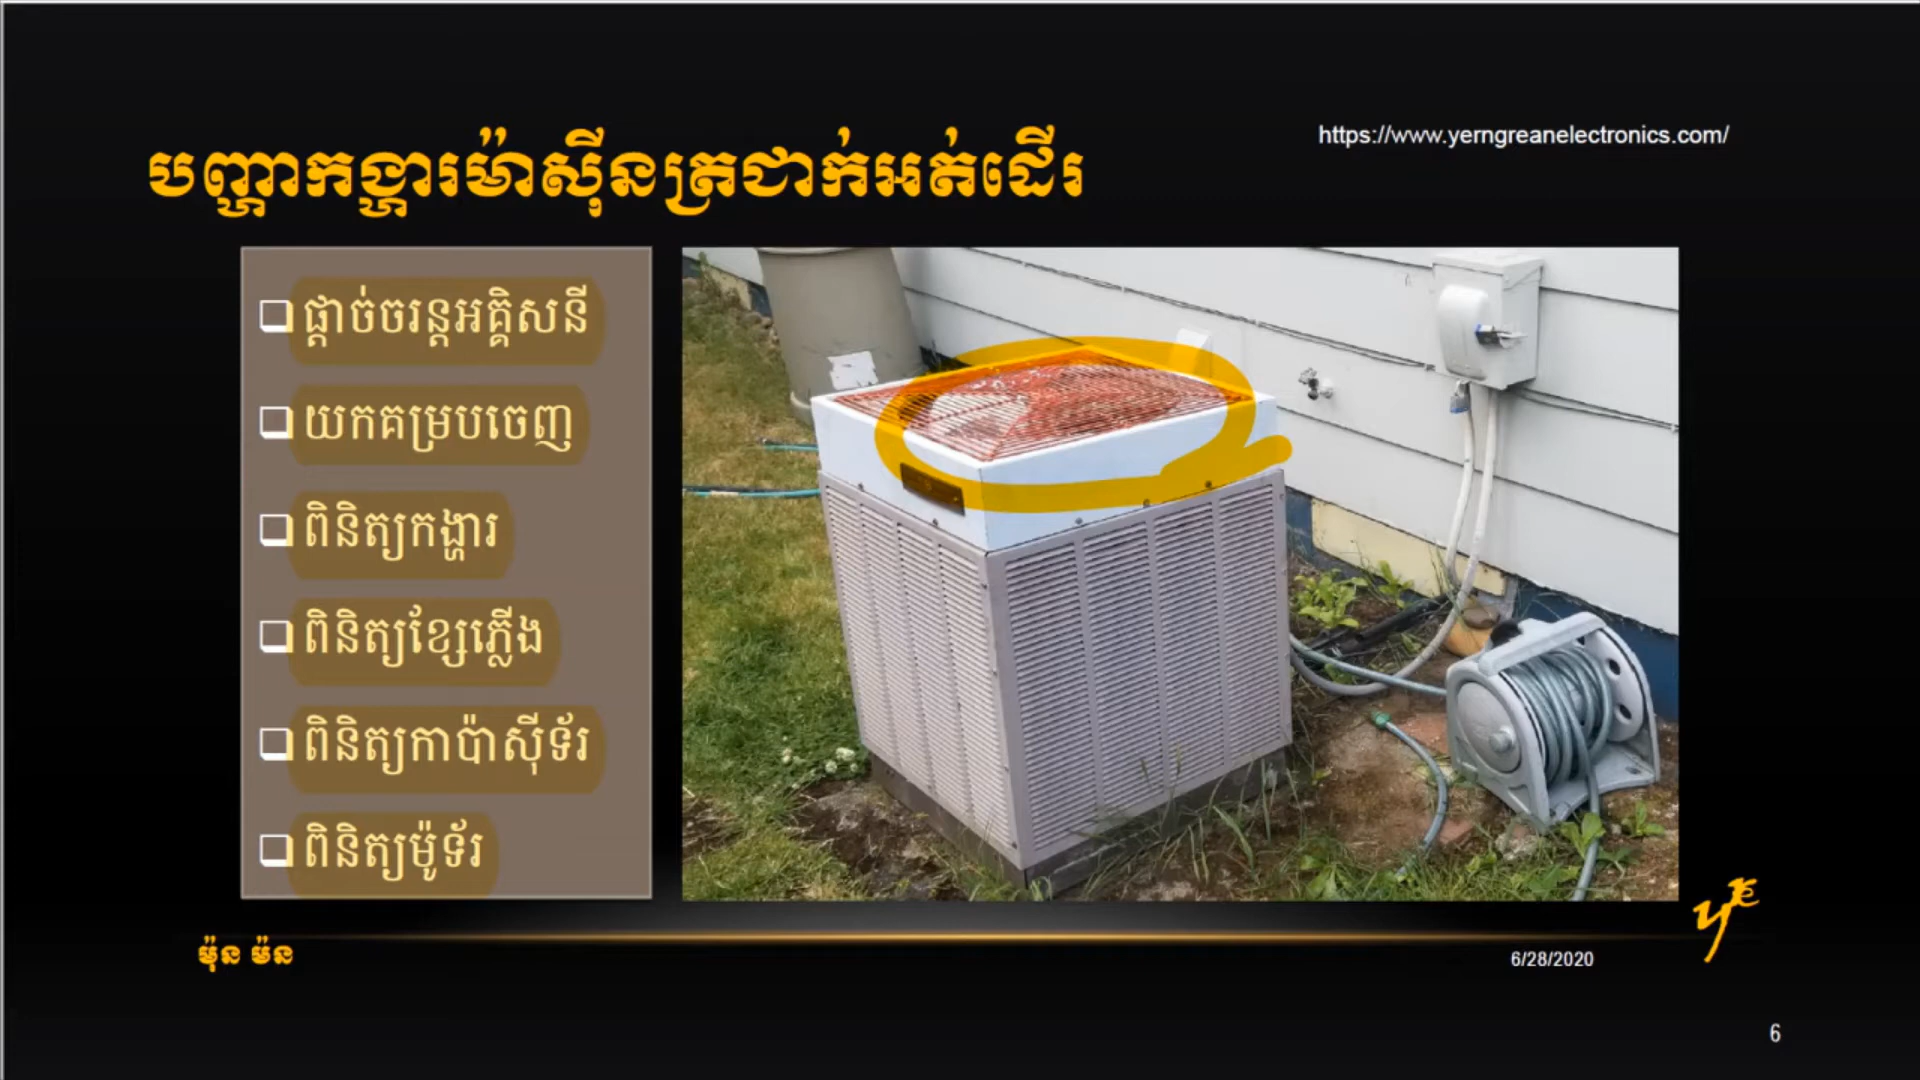 https://www.yerngreanelectronics.com/
បញ្ហាកង្ហារម៉ាស៊ីនត្រជាក់អត់ដើរ
ផ្តាច់ចរន្តអគ្គិសនី
យកគម្របចេញ
ពិនិត្យកង្ហារ
ពិនិត្យខ្សែភ្លើង
ពិនិត្យកាប៉ាស៊ីទ័រ
ពិនិត្យម៉ូទ័រ
ម៉ុន ម៉ន
6/28/2020
6